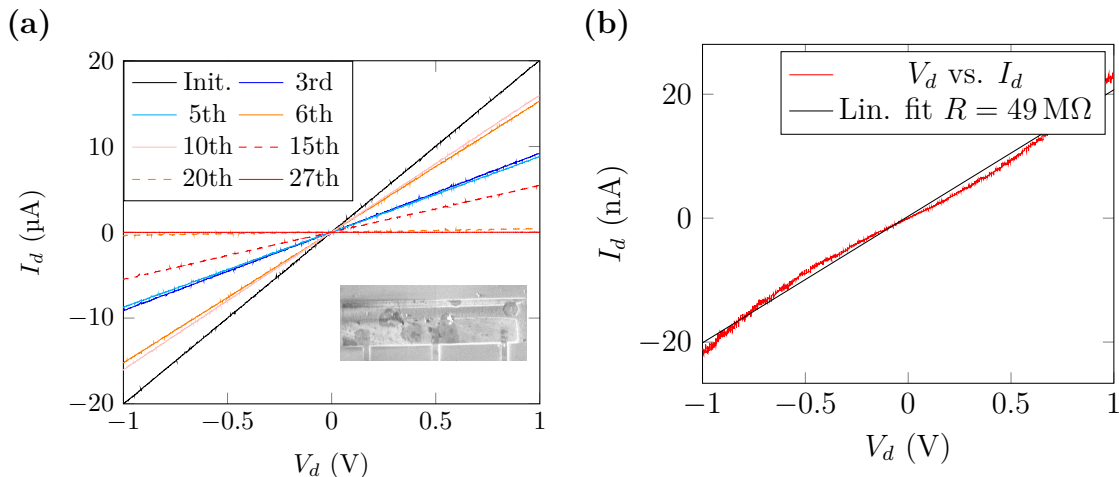 (a)
20
10
0
−10
−20
−1
−0.5
0
0.5
1
I_d (µA)
V_d (V)
Init. 3rd
5th 6th
10th 15th
20th 27th
(b)
20
0
−20
−1
−0.5
0
0.5
1
I_d (nA)
V_d (V)
V_d vs. I_d
Lin. fit R = 49 MΩ